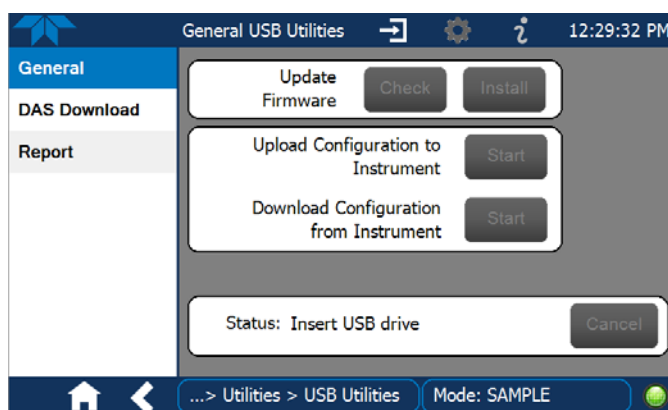 General USB Utilities 12:29:32 PM
General
DAS Download
Report
Update
Firmware
Check
Install
Upload Configuration to
Instrument
Start
Download Configuration
from Instrument
Start
Status: Insert USB drive
Cancel
...> Utilities > USB Utilities
Mode: SAMPLE